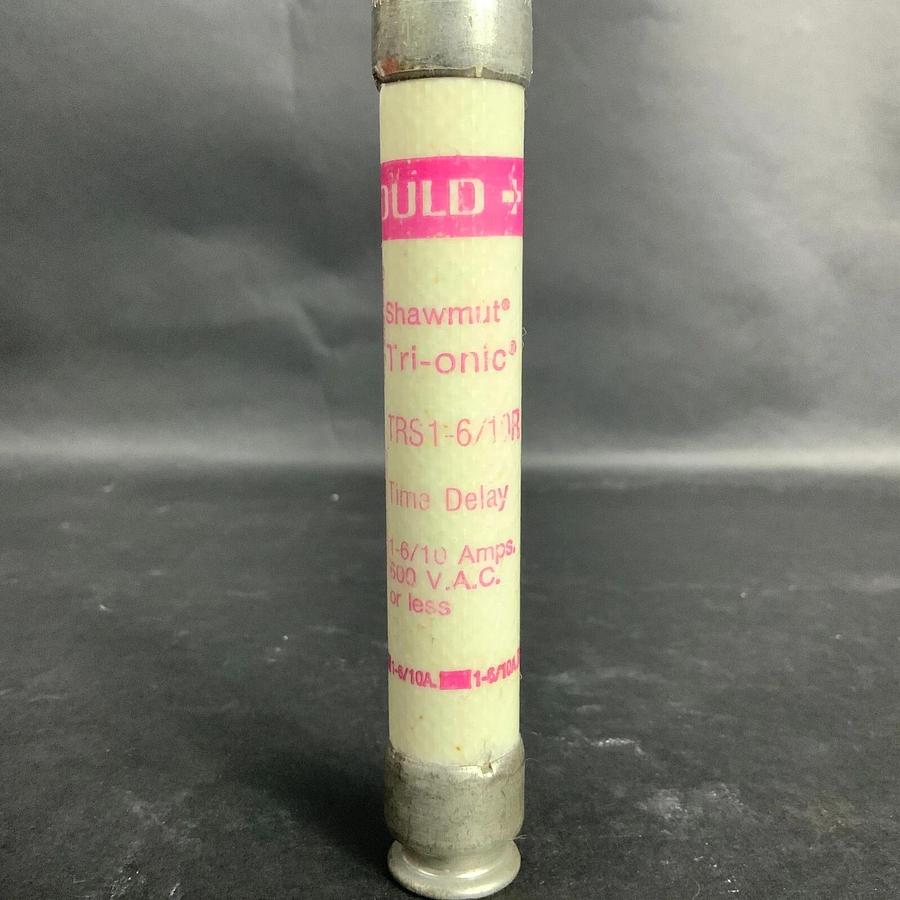 OULD
Shawmut®
Tri-onic®
TRS1-6/10R
Time Delay
1-6/10 Amps.
600 V.A.C.
or less
1-6/10A. 1-6/10A.